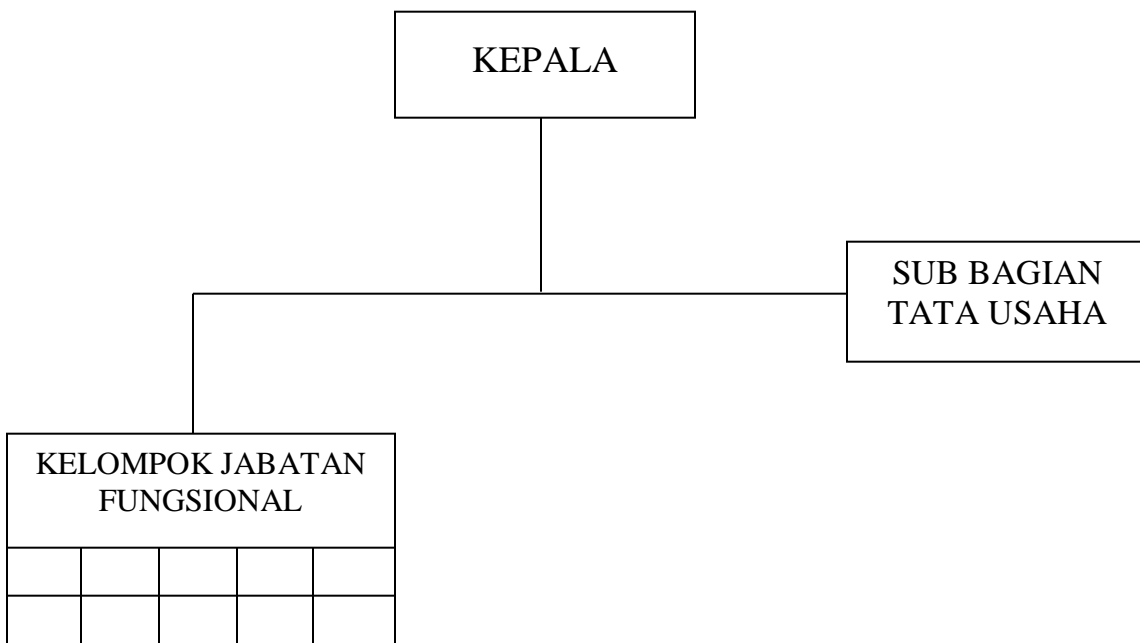 KEPALA
SUB BAGIAN
TATA USAHA
KELOMPOK JABATAN
FUNGSIONAL